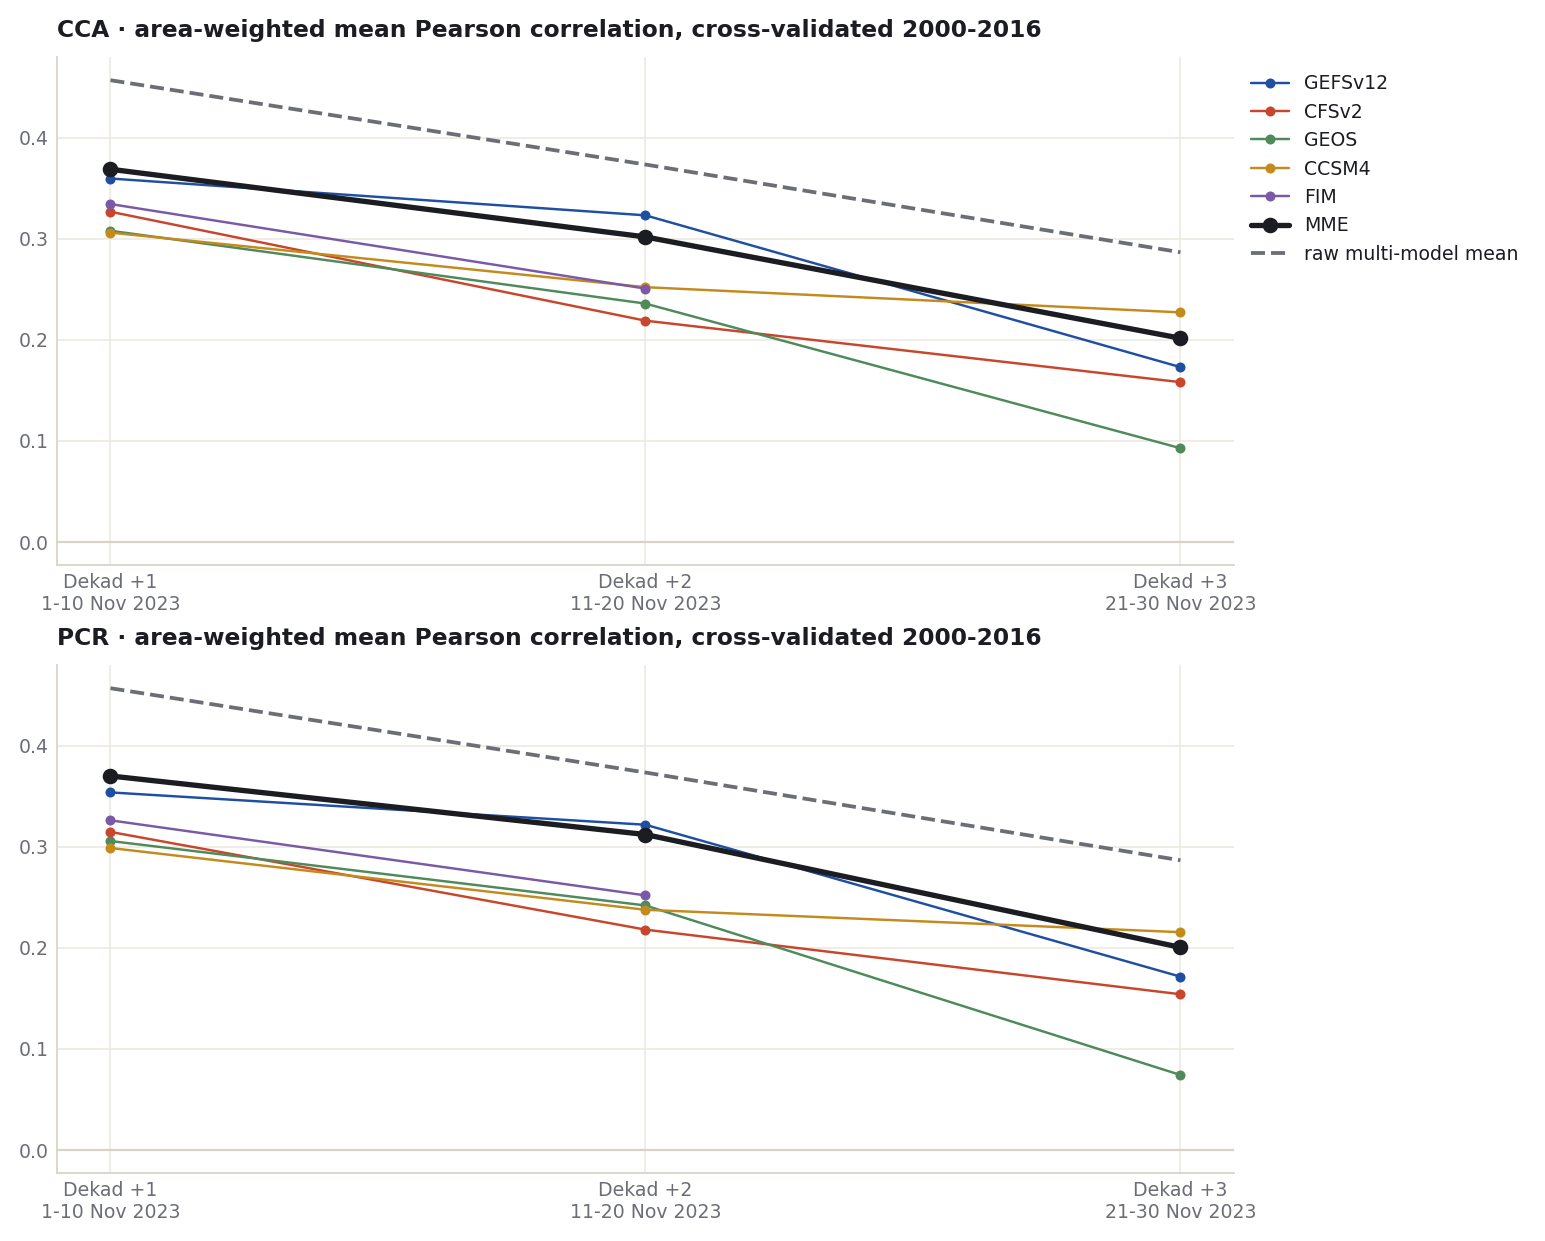 CCA · area-weighted mean Pearson correlation, cross-validated 2000-2016
GEFSv12
CFSv2
GEOS
CCSM4
FIM
MME
raw multi-model mean
0.4
0.3
0.2
0.1
0.0
Dekad +1
1-10 Nov 2023
Dekad +2
11-20 Nov 2023
Dekad +3
21-30 Nov 2023
PCR · area-weighted mean Pearson correlation, cross-validated 2000-2016
0.4
0.3
0.2
0.1
0.0
Dekad +1
1-10 Nov 2023
Dekad +2
11-20 Nov 2023
Dekad +3
21-30 Nov 2023